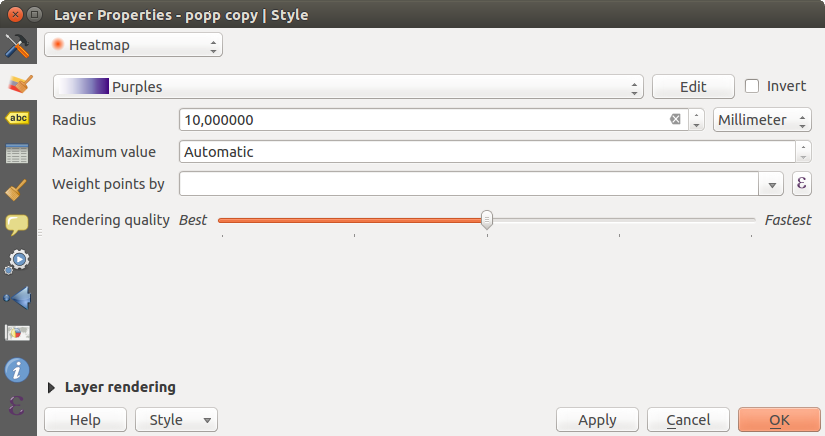 Layer Properties - popp copy | Style
Heatmap
Purples Edit Invert
Radius 10,000000 Millimeter
abc
Maximum value Automatic
Weight points by ε
Rendering quality Best Fastest
Layer rendering
Help Style Apply Cancel OK